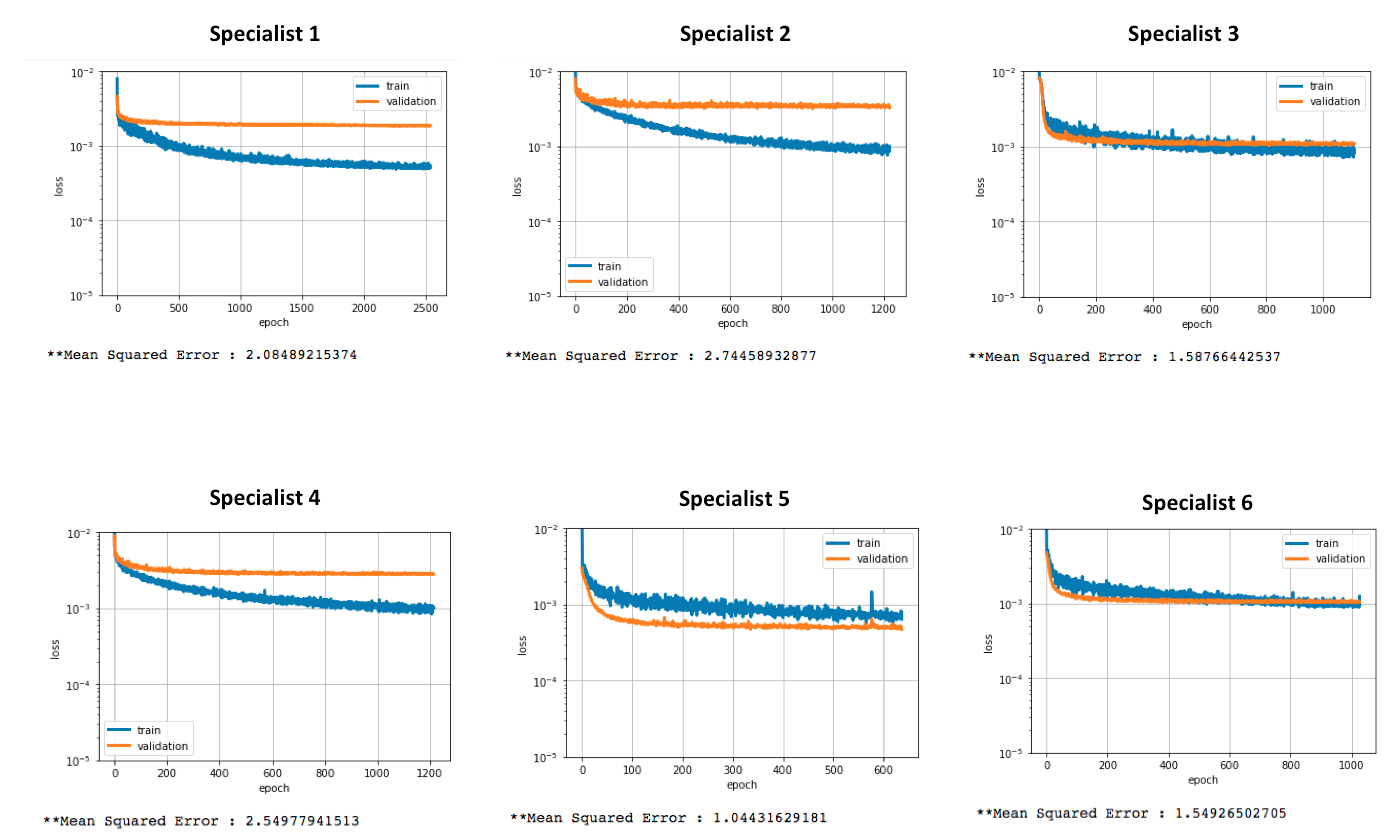 Specialist 1
10^-2
10^-3
10^-4
10^-5
loss
train
validation
0 500 1000 1500 2000 2500
epoch
**Mean Squared Error : 2.08489215374
Specialist 2
10^-2
10^-3
10^-4
10^-5
loss
train
validation
0 200 400 600 800 1000 1200
epoch
**Mean Squared Error : 2.74458932877
Specialist 3
10^-2
10^-3
10^-4
10^-5
loss
train
validation
0 200 400 600 800 1000
epoch
**Mean Squared Error : 1.58766442537
Specialist 4
10^-2
10^-3
10^-4
10^-5
loss
train
validation
0 200 400 600 800 1000 1200
epoch
**Mean Squared Error : 2.54977941513
Specialist 5
10^-2
10^-3
10^-4
10^-5
loss
train
validation
0 100 200 300 400 500 600
epoch
**Mean Squared Error : 1.04431629181
Specialist 6
10^-2
10^-3
10^-4
10^-5
loss
train
validation
0 200 400 600 800 1000
epoch
**Mean Squared Error : 1.54926502705